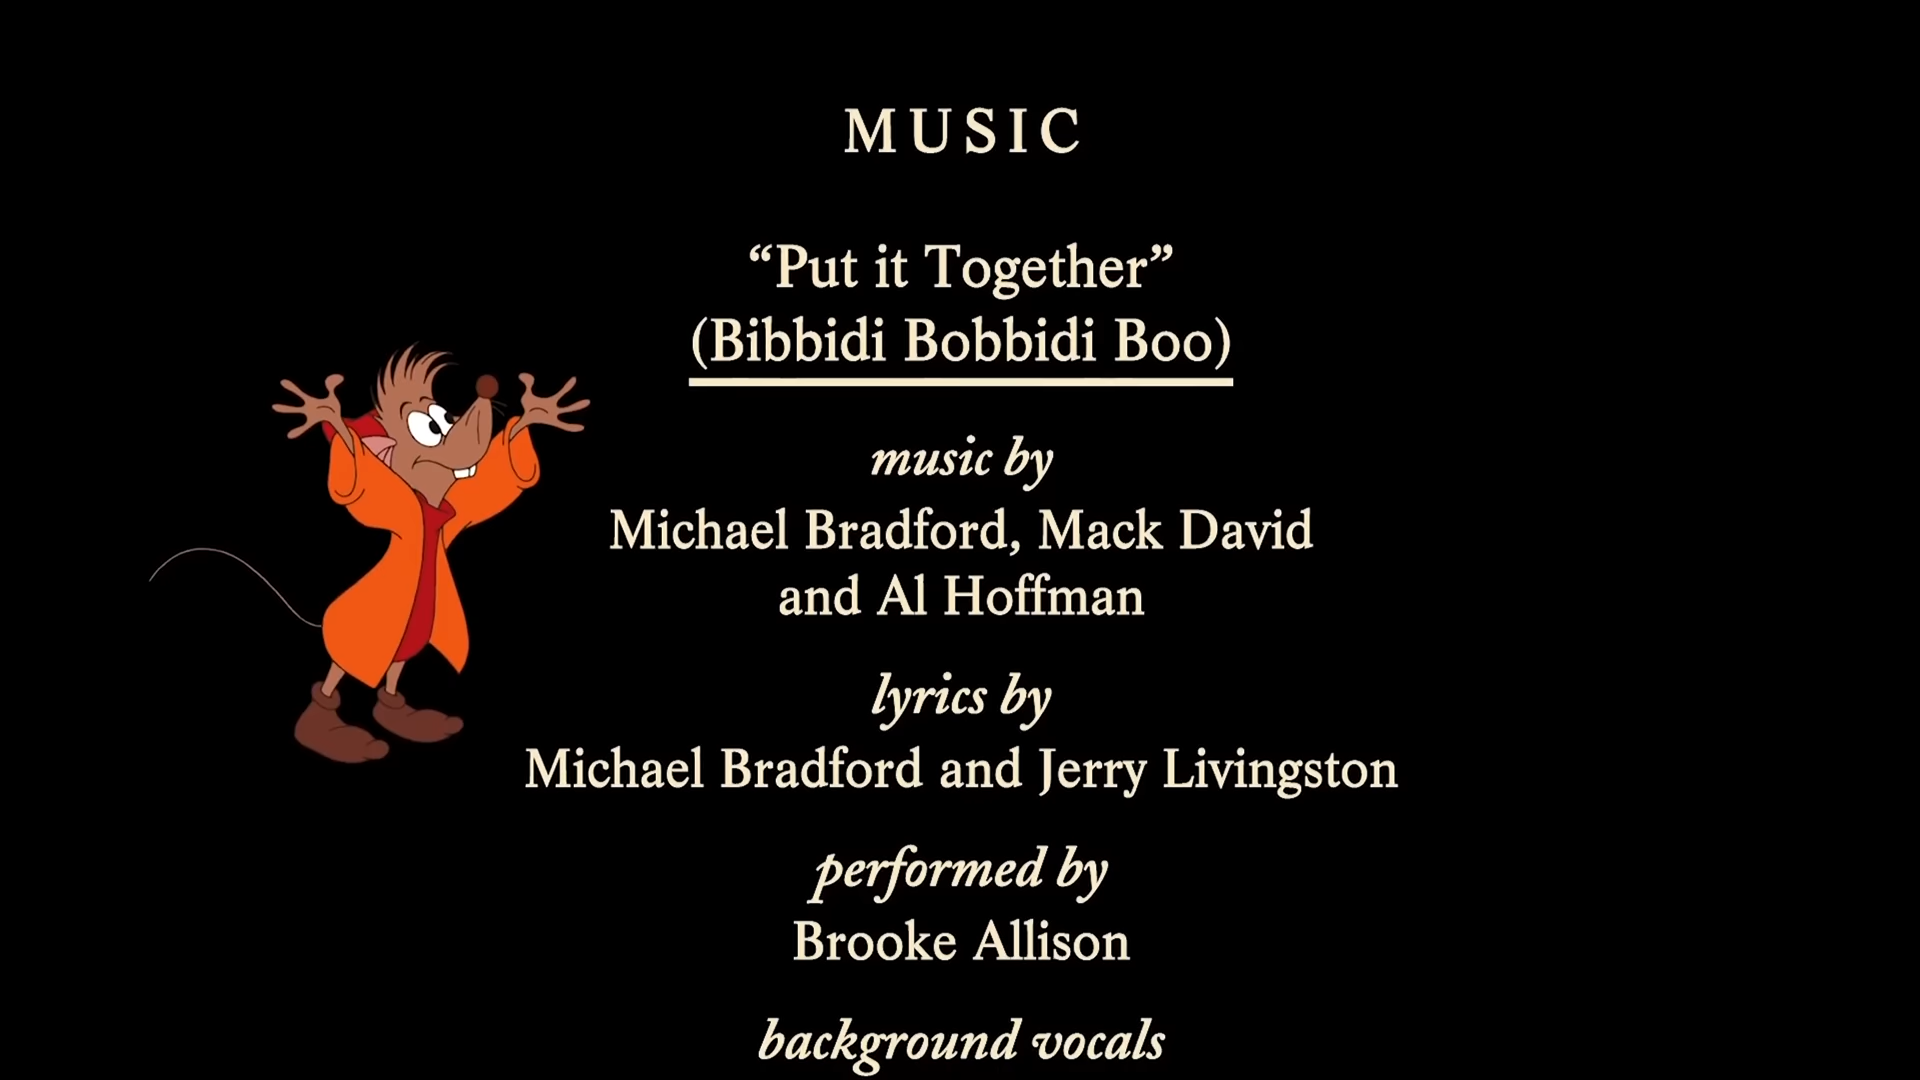 MUSIC
“Put it Together”
(Bibbidi Bobbidi Boo)
music by
Michael Bradford, Mack David
and Al Hoffman
lyrics by
Michael Bradford and Jerry Livingston
performed by
Brooke Allison
background vocals